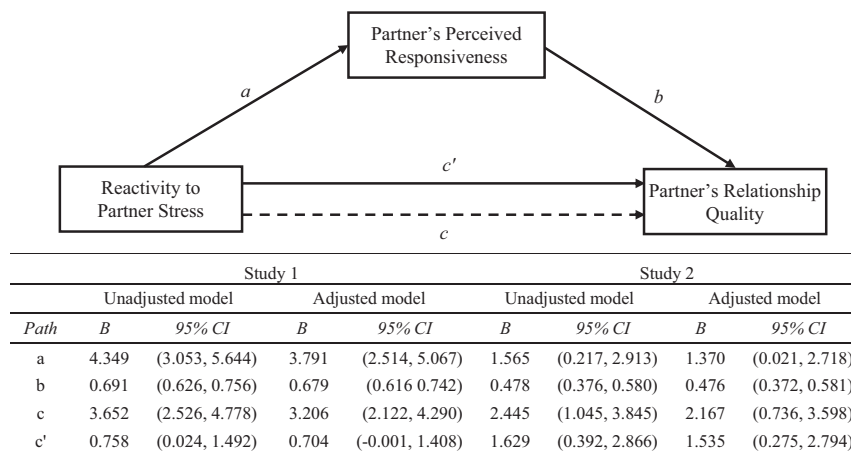 Partner's Perceived
Responsiveness
a
b
c'
Reactivity to
Partner Stress
Partner's Relationship
Quality
c
Study 1 Study 2
Unadjusted model Adjusted model Unadjusted model Adjusted model
Path B 95% CI B 95% CI B 95% CI B 95% CI
a 4.349 (3.053, 5.644) 3.791 (2.514, 5.067) 1.565 (0.217, 2.913) 1.370 (0.021, 2.718)
b 0.691 (0.626, 0.756) 0.679 (0.616 0.742) 0.478 (0.376, 0.580) 0.476 (0.372, 0.581)
c 3.652 (2.526, 4.778) 3.206 (2.122, 4.290) 2.445 (1.045, 3.845) 2.167 (0.736, 3.598)
c' 0.758 (0.024, 1.492) 0.704 (-0.001, 1.408) 1.629 (0.392, 2.866) 1.535 (0.275, 2.794)